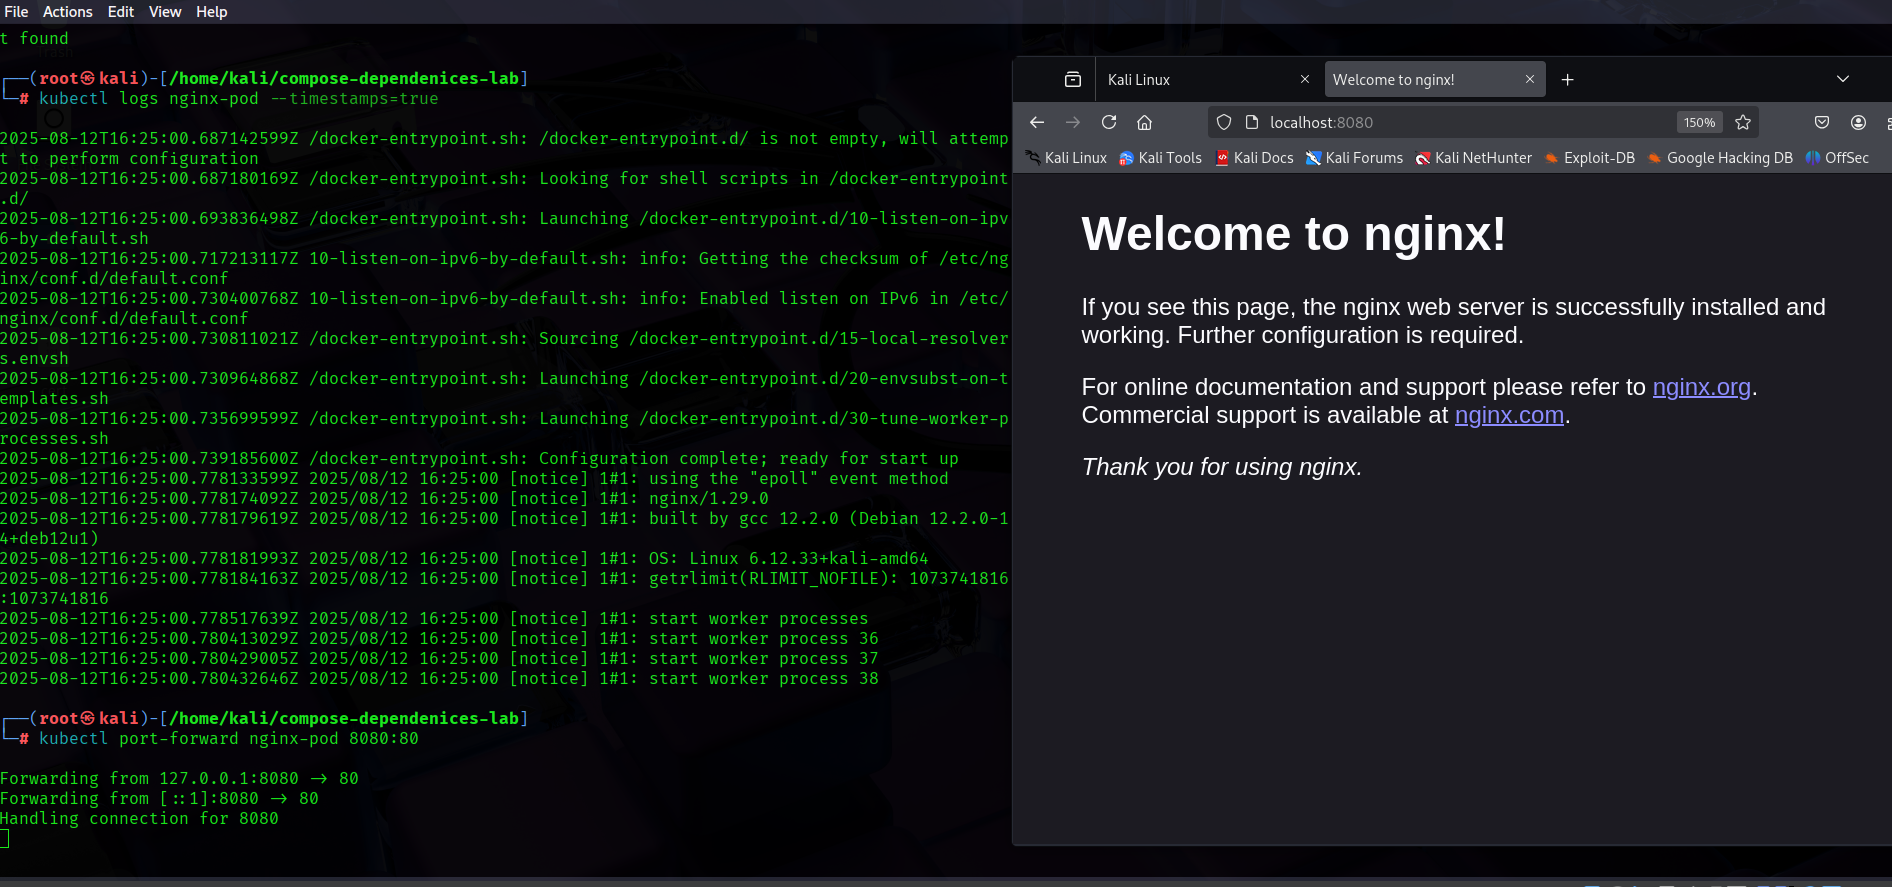 File Actions Edit View Help
t found
┌──(root㉿kali)-[/home/kali/compose-dependenices-lab]
└─# kubectl logs nginx-pod --timestamps=true
2025-08-12T16:25:00.687142599Z /docker-entrypoint.sh: /docker-entrypoint.d/ is not empty, will attemp
t to perform configuration
2025-08-12T16:25:00.687180169Z /docker-entrypoint.sh: Looking for shell scripts in /docker-entrypoint
.d/
2025-08-12T16:25:00.693836498Z /docker-entrypoint.sh: Launching /docker-entrypoint.d/10-listen-on-ipv
6-by-default.sh
2025-08-12T16:25:00.717213117Z 10-listen-on-ipv6-by-default.sh: info: Getting the checksum of /etc/ng
inx/conf.d/default.conf
2025-08-12T16:25:00.730400768Z 10-listen-on-ipv6-by-default.sh: info: Enabled listen on IPv6 in /etc/
nginx/conf.d/default.conf
2025-08-12T16:25:00.730811021Z /docker-entrypoint.sh: Sourcing /docker-entrypoint.d/15-local-resolver
s.envsh
2025-08-12T16:25:00.730964868Z /docker-entrypoint.sh: Launching /docker-entrypoint.d/20-envsubst-on-t
emplates.sh
2025-08-12T16:25:00.735699599Z /docker-entrypoint.sh: Launching /docker-entrypoint.d/30-tune-worker-p
rocesses.sh
2025-08-12T16:25:00.739185600Z /docker-entrypoint.sh: Configuration complete; ready for start up
2025-08-12T16:25:00.778133599Z 2025/08/12 16:25:00 [notice] 1#1: using the "epoll" event method
2025-08-12T16:25:00.778174092Z 2025/08/12 16:25:00 [notice] 1#1: nginx/1.29.0
2025-08-12T16:25:00.778179619Z 2025/08/12 16:25:00 [notice] 1#1: built by gcc 12.2.0 (Debian 12.2.0-1
4+deb12u1)
2025-08-12T16:25:00.778181993Z 2025/08/12 16:25:00 [notice] 1#1: OS: Linux 6.12.33+kali-amd64
2025-08-12T16:25:00.778184163Z 2025/08/12 16:25:00 [notice] 1#1: getrlimit(RLIMIT_NOFILE): 1073741816
:1073741816
2025-08-12T16:25:00.778517639Z 2025/08/12 16:25:00 [notice] 1#1: start worker processes
2025-08-12T16:25:00.780413029Z 2025/08/12 16:25:00 [notice] 1#1: start worker process 36
2025-08-12T16:25:00.780429005Z 2025/08/12 16:25:00 [notice] 1#1: start worker process 37
2025-08-12T16:25:00.780432646Z 2025/08/12 16:25:00 [notice] 1#1: start worker process 38
┌──(root㉿kali)-[/home/kali/compose-dependenices-lab]
└─# kubectl port-forward nginx-pod 8080:80
Forwarding from 127.0.0.1:8080 -> 80
Forwarding from [::1]:8080 -> 80
Handling connection for 8080
Kali Linux
Welcome to nginx!
localhost:8080 150%
Kali Linux Kali Tools Kali Docs Kali Forums Kali NetHunter Exploit-DB Google Hacking DB OffSec
Welcome to nginx!
If you see this page, the nginx web server is successfully installed and
working. Further configuration is required.
For online documentation and support please refer to nginx.org.
Commercial support is available at nginx.com.
Thank you for using nginx.